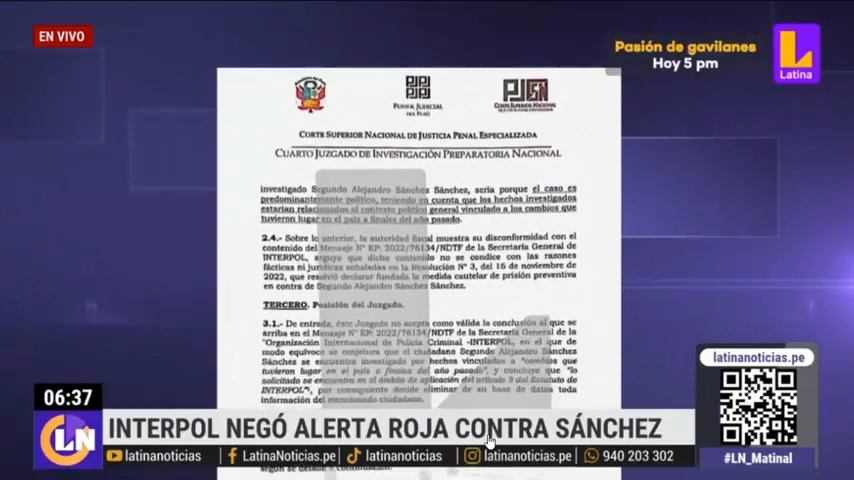 EN VIVO
Pasión de gavilanes
Hoy 5 pm
Latina
PODER JUDICIAL
DEL PERÚ
CORTE SUPERIOR NACIONAL
CORTE SUPERIOR NACIONAL DE JUSTICIA PENAL ESPECIALIZADA
CUARTO JUZGADO DE INVESTIGACIÓN PREPARATORIA NACIONAL
investigado Segundo Alejandro Sánchez Sánchez, sería porque el caso es
predominantemente político, teniendo en cuenta que los hechos investigados
estarían relacionados al contexto político general vinculado a los cambios que
tuvieron lugar en el país a finales del año pasado.
2.4.- Sobre lo anterior, la autoridad fiscal muestra su disconformidad con el
contenido del Mensaje N° EP: 2022/76134/NDTF de la Secretaría General de
INTERPOL, arguye que dicho contenido no se condice con las razones
fácticas ni jurídicas señaladas en la Resolución N° 3, del 16 de noviembre de
2022, que resolvió declarar fundada la medida cautelar de prisión preventiva
en contra de Segundo Alejandro Sánchez Sánchez.
TERCERO. Posición del Juzgado.
3.1.- De entrada, éste Juzgado no acepta como válida la conclusión al que se
arriba en el Mensaje N° EP: 2022/76134/NDTF de la Secretaría General de la
"Organización Internacional de Policía Criminal -INTERPOL, en el que de
modo equívoco se conjetura que el ciudadano Segundo Alejandro Sánchez
Sánchez se encuentra investigado por hechos vinculados a "cambios que
tuvieron lugar en el país a finales del año pasado", y concluye que "lo
solicitado se encuentra en el ámbito de aplicación del artículo 3 del Estatuto de
INTERPOL", por consiguiente decide eliminar de su base de datos toda
información del mencionado ciudadano.
latinanoticias.pe
06:37
LN
INTERPOL NEGÓ ALERTA ROJA CONTRA SÁNCHEZ
latinanoticias LatinaNoticias.pe latinanoticias latinanoticias.pe 940 203 302
#LN_Matinal
según se detalla a continuación.